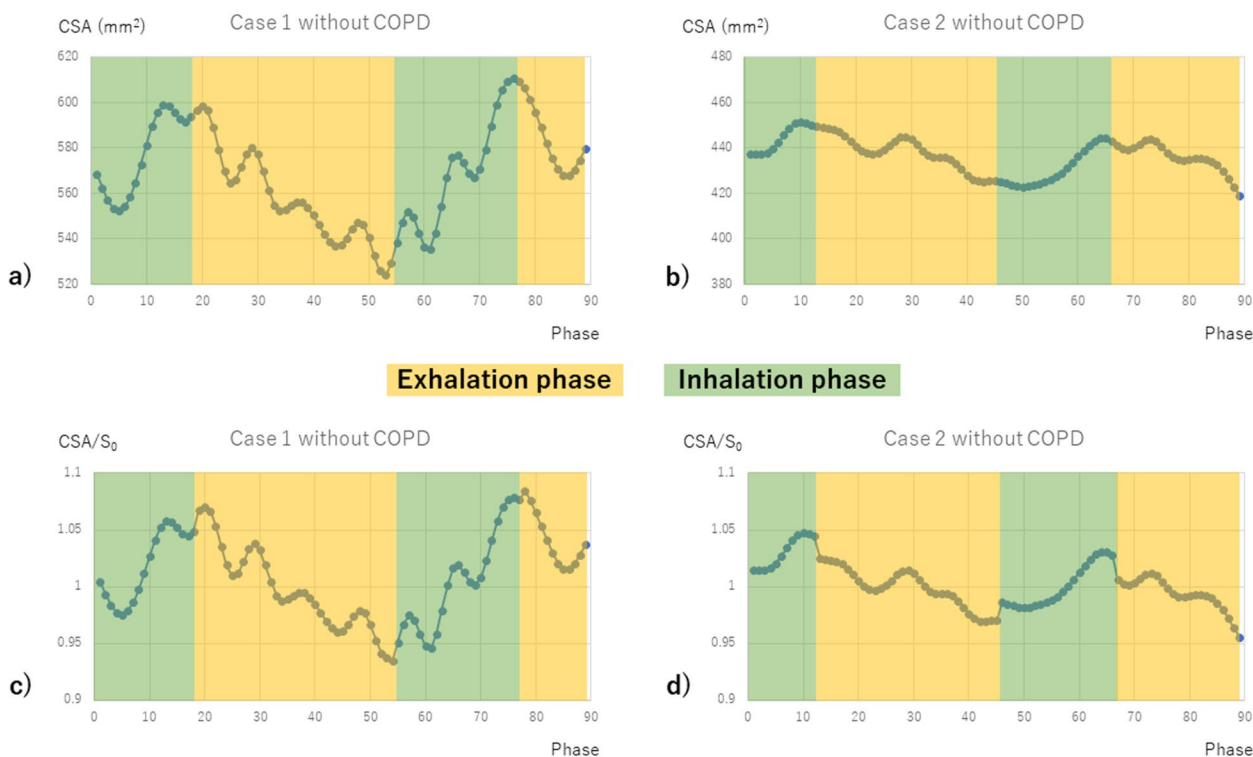 CSA (mm²) Case 1 without COPD
620
600
580
560
540
520
0 10 20 30 40 50 60 70 80 90
Phase
a)
CSA (mm²) Case 2 without COPD
480
460
440
420
400
380
0 10 20 30 40 50 60 70 80 90
Phase
b)
Exhalation phase
Inhalation phase
CSA/S₀ Case 1 without COPD
1.1
1.05
1
0.95
0.9
0 10 20 30 40 50 60 70 80 90
Phase
c)
CSA/S₀ Case 2 without COPD
1.1
1.05
1
0.95
0.9
0 10 20 30 40 50 60 70 80 90
Phase
d)